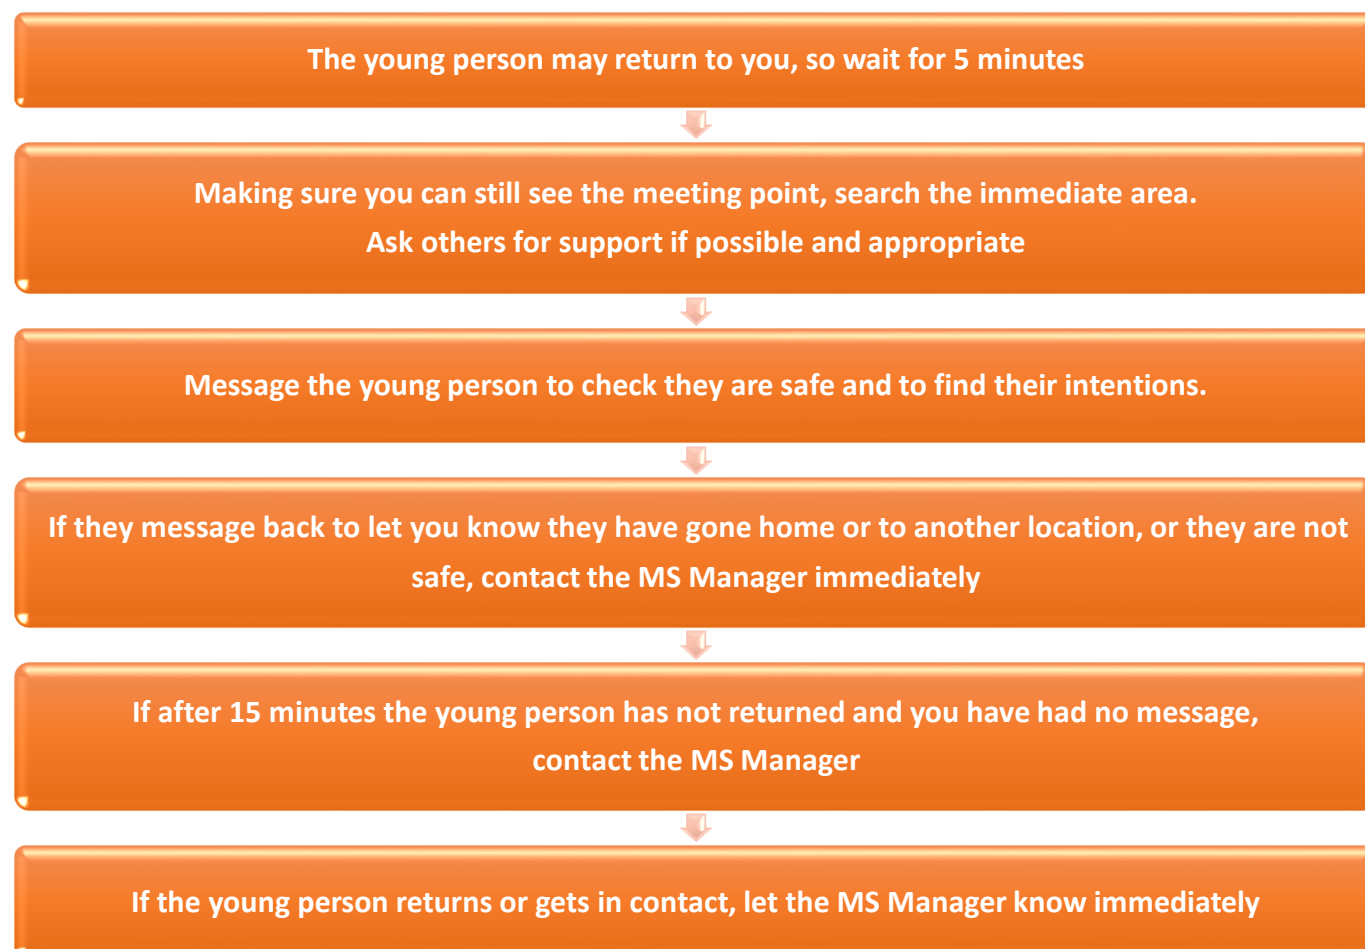 The young person may return to you, so wait for 5 minutes
Making sure you can still see the meeting point, search the immediate area.
Ask others for support if possible and appropriate
Message the young person to check they are safe and to find their intentions.
If they message back to let you know they have gone home or to another location, or they are not
safe, contact the MS Manager immediately
If after 15 minutes the young person has not returned and you have had no message,
contact the MS Manager
If the young person returns or gets in contact, let the MS Manager know immediately